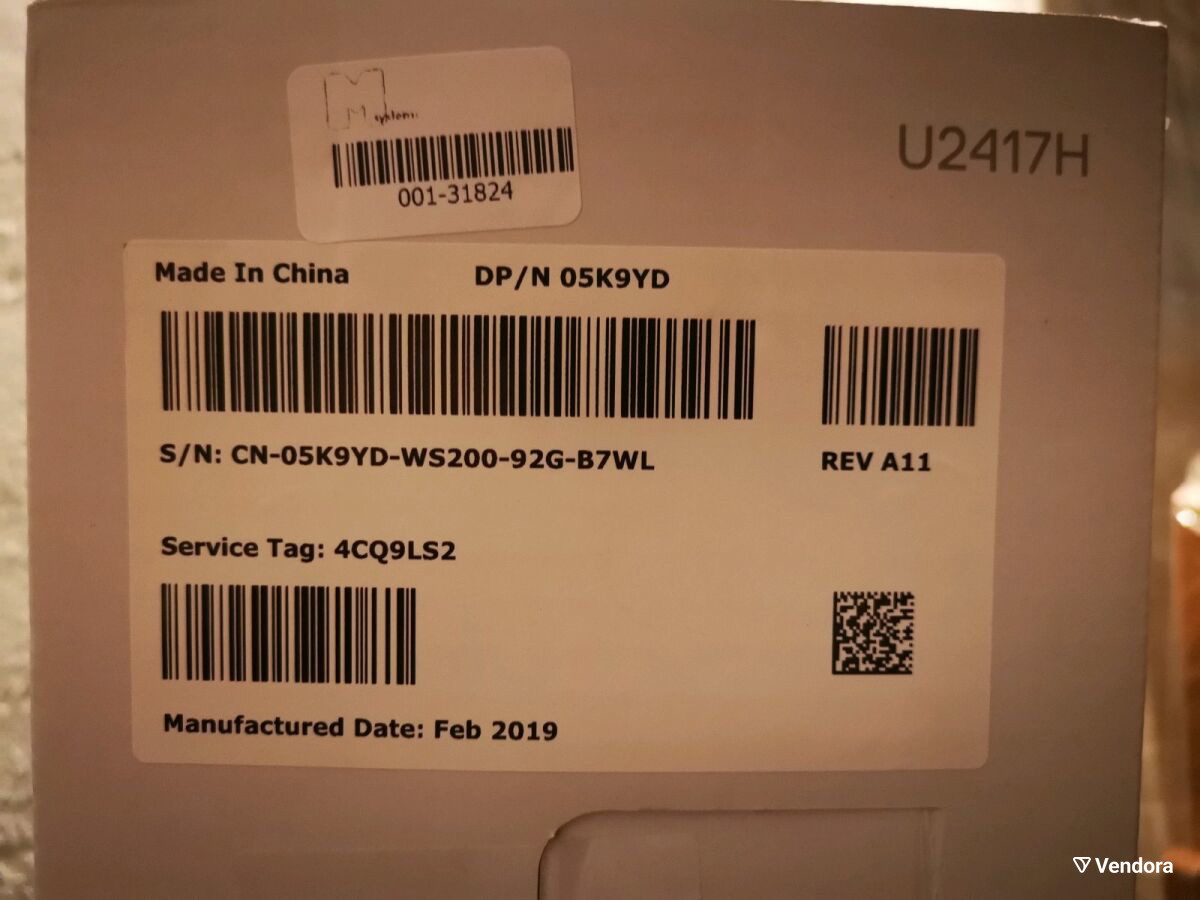 M systems
001-31824
U2417H
Made In China DP/N 05K9YD
S/N: CN-05K9YD-WS200-92G-B7WL
REV A11
Service Tag: 4CQ9LS2
Manufactured Date: Feb 2019
Vendora